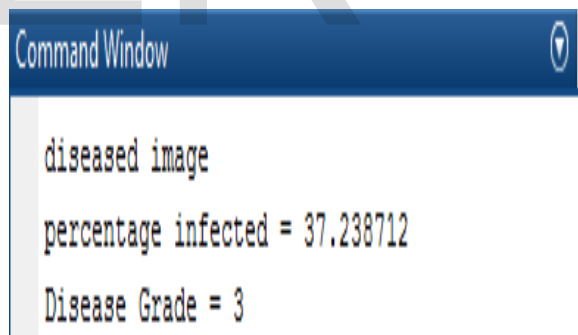 Command Window
diseased image
percentage infected = 37.238712
Disease Grade = 3